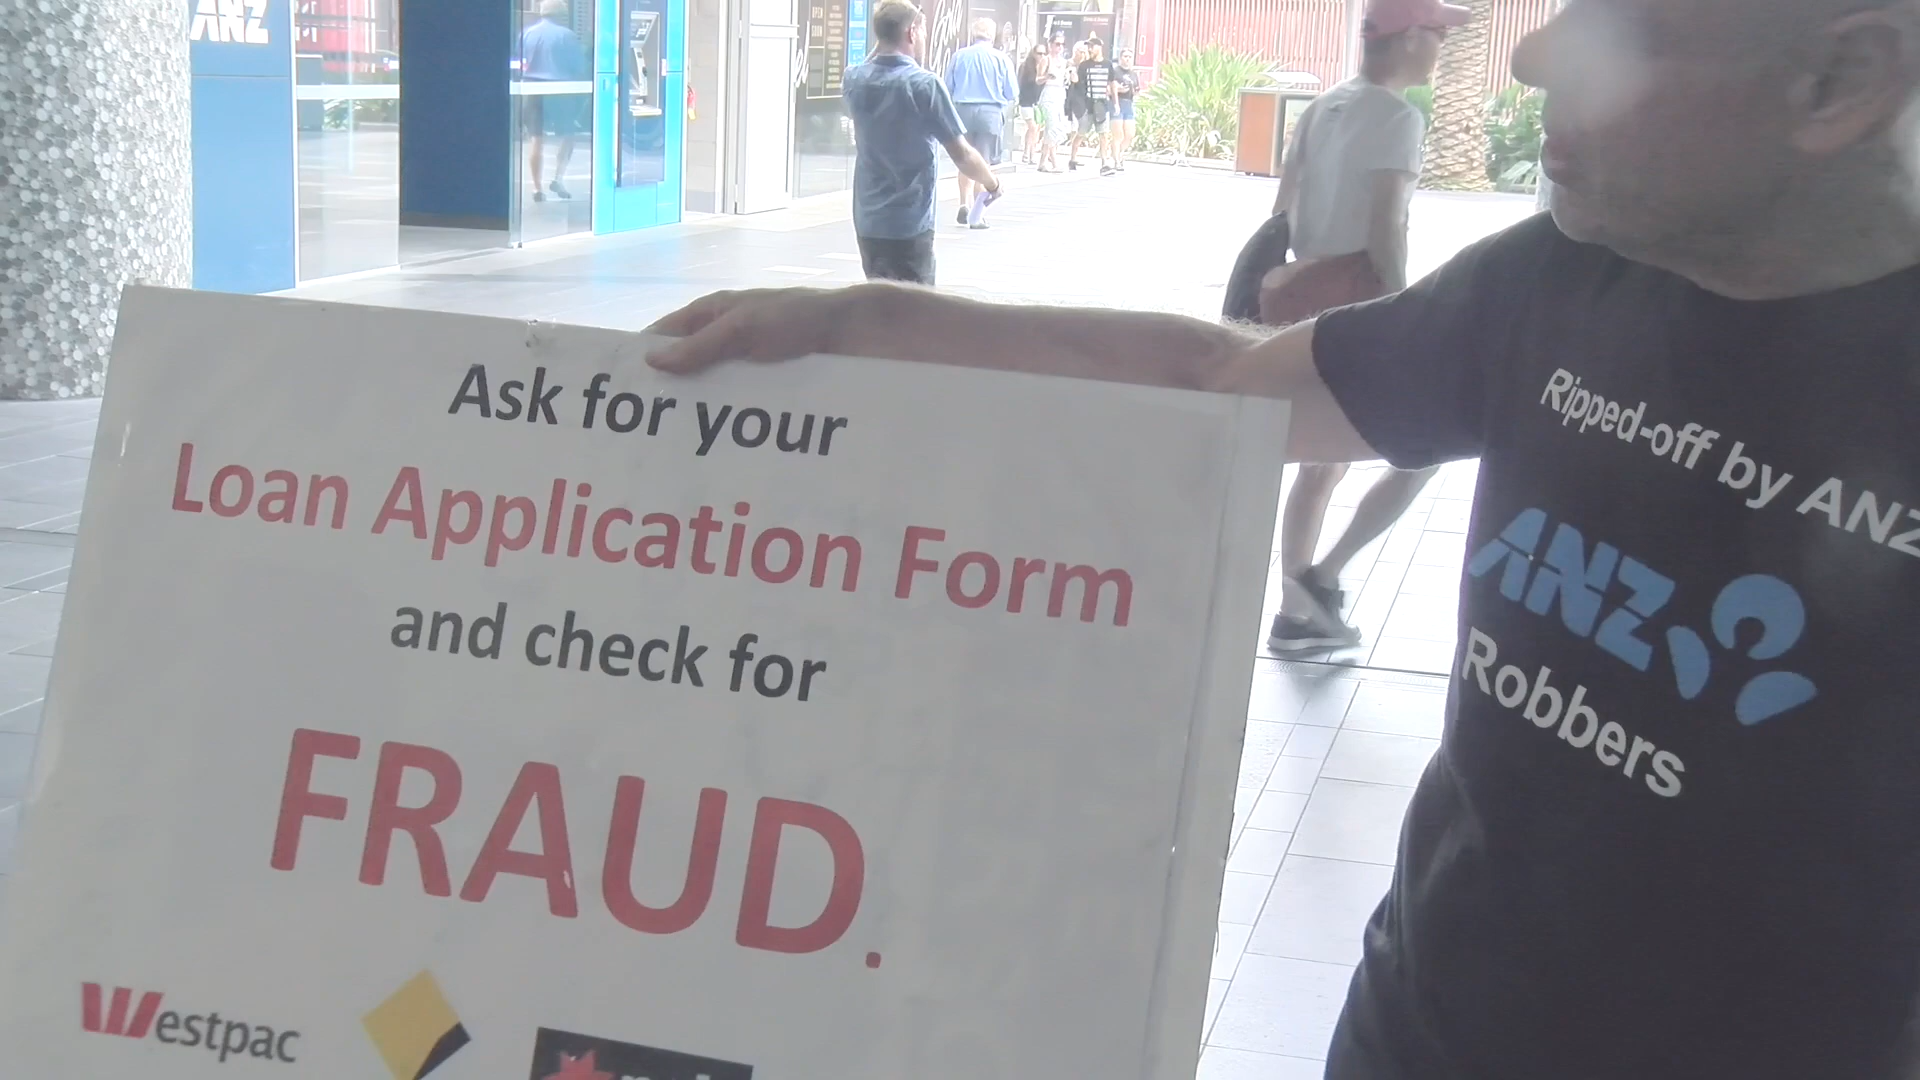 ANZ
Ask for your
Loan Application Form
and check for
FRAUD.
Westpac
Ripped-off by ANZ
ANZ
Robbers